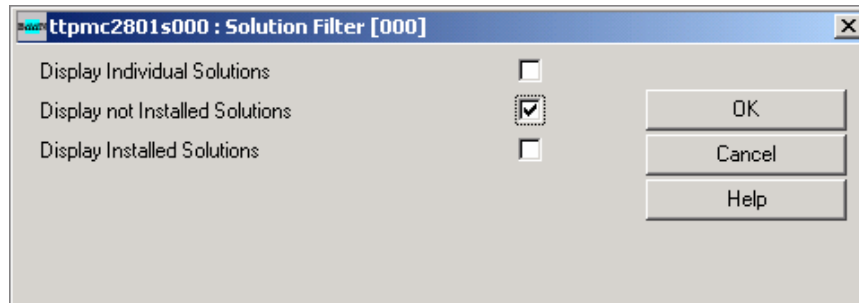 ttpmc2801s000 : Solution Filter [000]
Display Individual Solutions
Display not Installed Solutions
OK
Display Installed Solutions
Cancel
Help